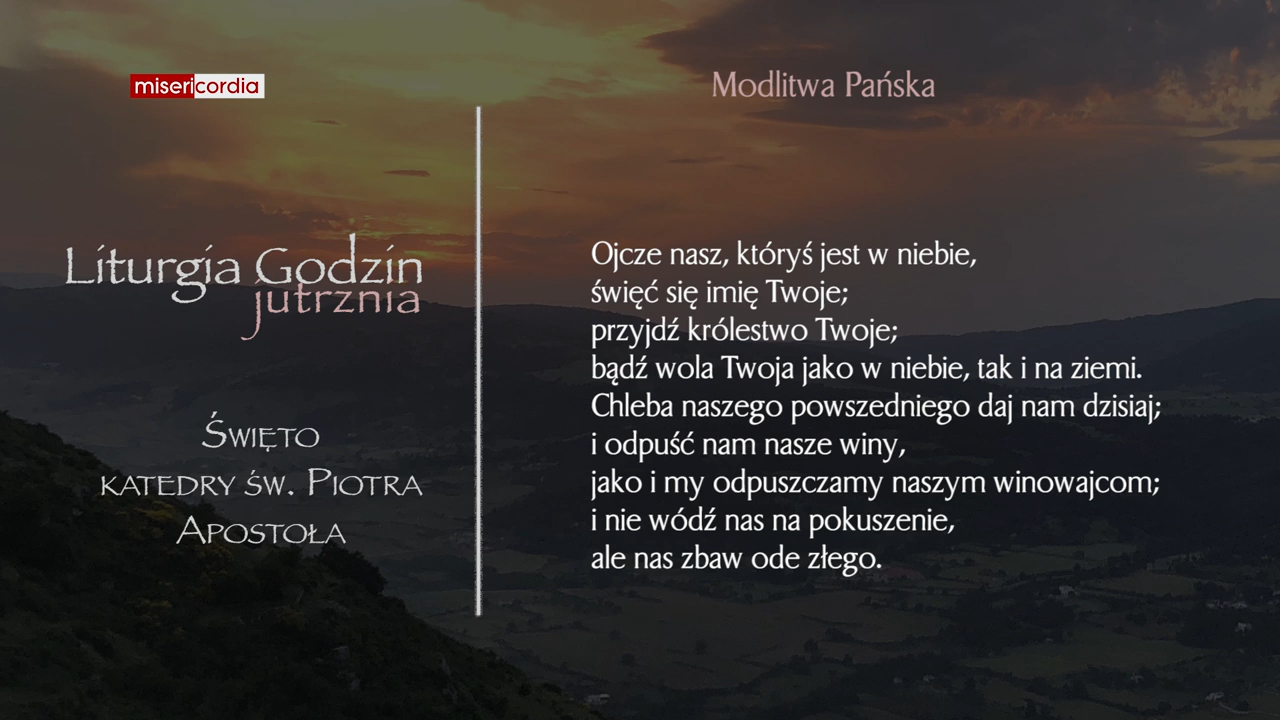 misericordia
Liturgia Godzin
jutrznia
Święto
katedry św. Piotra
Apostoła
Modlitwa Pańska
Ojcze nasz, któryś jest w niebie,
święć się imię Twoje;
przyjdź królestwo Twoje;
bądź wola Twoja jako w niebie, tak i na ziemi.
Chleba naszego powszedniego daj nam dzisiaj;
i odpuść nam nasze winy,
jako i my odpuszczamy naszym winowajcom;
i nie wódź nas na pokuszenie,
ale nas zbaw ode złego.